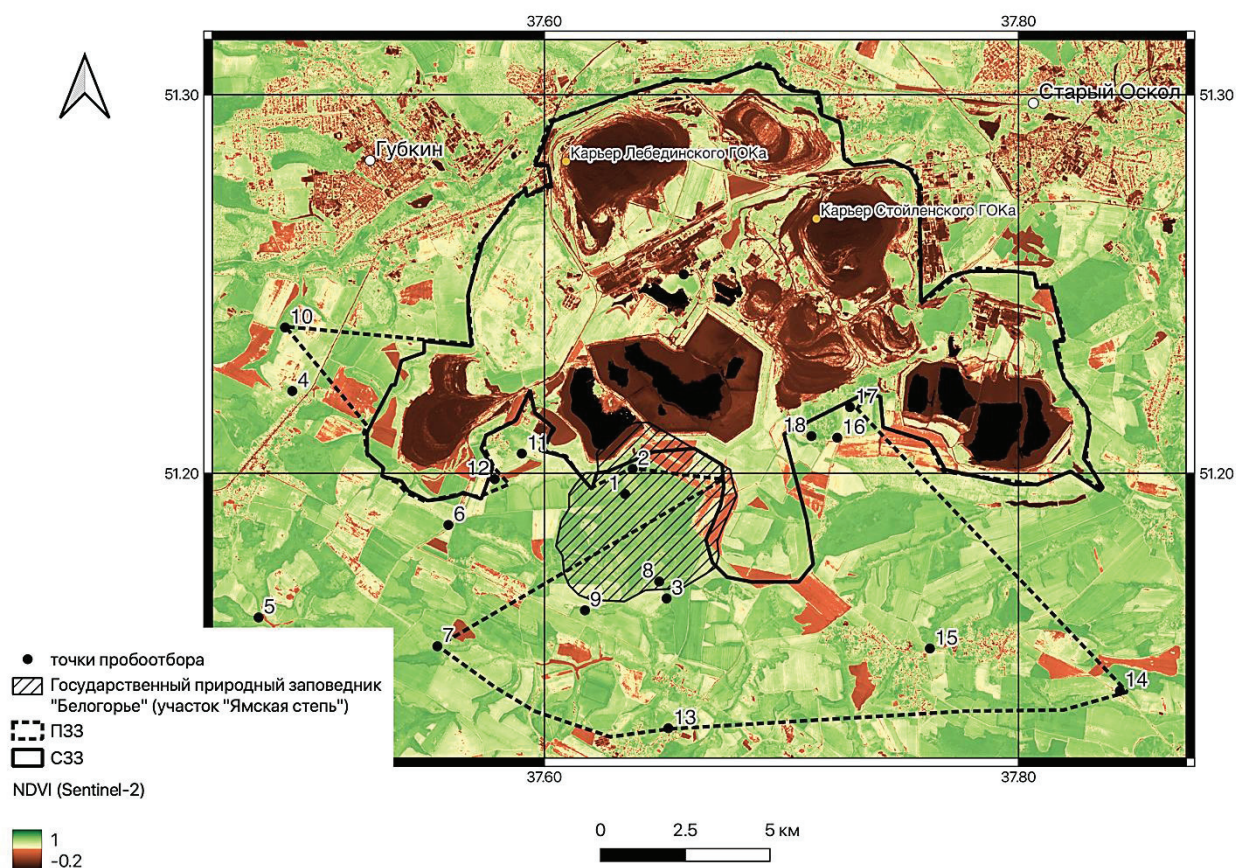 37.60
37.80
51.30
51.30
Старый Оскол
Губкин
Карьер Лебединского ГОКа
Карьер Стойленского ГОКа
10
4
17
18
16
11
2
51.20
51.20
12
1
6
8
3
9
5
7
15
14
13
точки пробоотбора
Государственный природный заповедник
"Белогорье" (участок "Ямская степь")
ПЗЗ
СЗЗ
NDVI (Sentinel-2)
1
-0.2
37.60
37.80
0 2.5 5 км